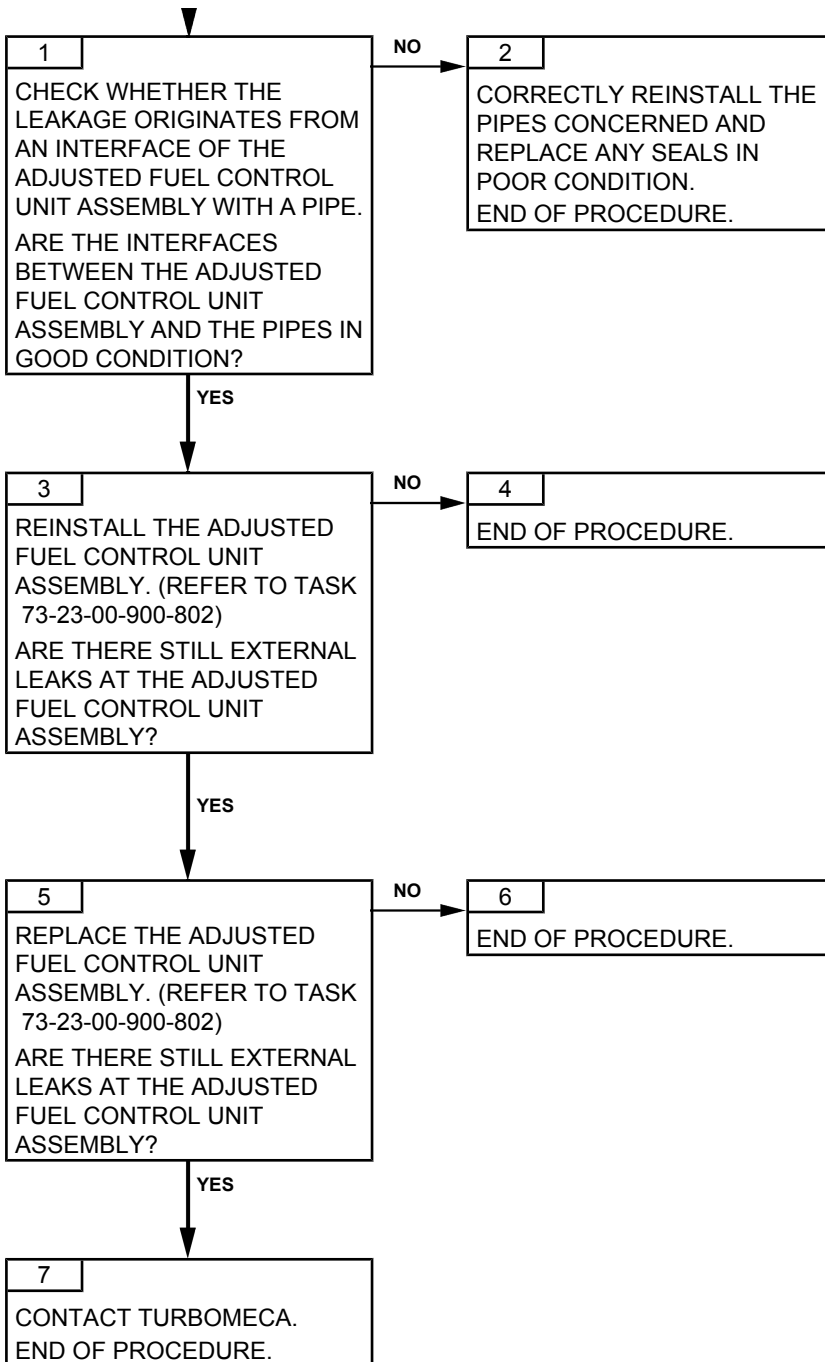 1
CHECK WHETHER THE
LEAKAGE ORIGINATES FROM
AN INTERFACE OF THE
ADJUSTED FUEL CONTROL
UNIT ASSEMBLY WITH A PIPE.
ARE THE INTERFACES
BETWEEN THE ADJUSTED
FUEL CONTROL UNIT
ASSEMBLY AND THE PIPES IN
GOOD CONDITION?
NO
2
CORRECTLY REINSTALL THE
PIPES CONCERNED AND
REPLACE ANY SEALS IN
POOR CONDITION.
END OF PROCEDURE.
YES
3
REINSTALL THE ADJUSTED
FUEL CONTROL UNIT
ASSEMBLY. (REFER TO TASK
73-23-00-900-802)
ARE THERE STILL EXTERNAL
LEAKS AT THE ADJUSTED
FUEL CONTROL UNIT
ASSEMBLY?
NO
4
END OF PROCEDURE.
YES
5
REPLACE THE ADJUSTED
FUEL CONTROL UNIT
ASSEMBLY. (REFER TO TASK
73-23-00-900-802)
ARE THERE STILL EXTERNAL
LEAKS AT THE ADJUSTED
FUEL CONTROL UNIT
ASSEMBLY?
NO
6
END OF PROCEDURE.
YES
7
CONTACT TURBOMECA.
END OF PROCEDURE.